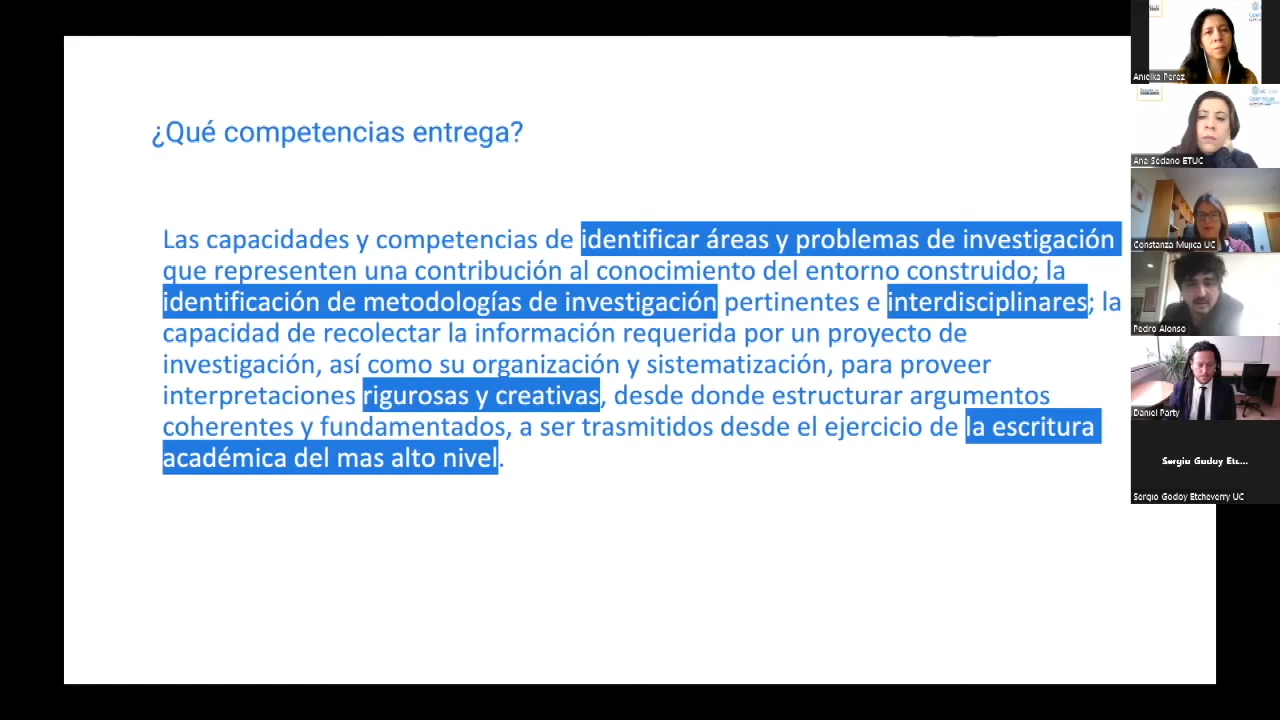 ¿Qué competencias entrega?
Las capacidades y competencias de identificar áreas y problemas de investigación
que representen una contribución al conocimiento del entorno construido; la
identificación de metodologías de investigación pertinentes e interdisciplinares; la
capacidad de recolectar la información requerida por un proyecto de
investigación, así como su organización y sistematización, para proveer
interpretaciones rigurosas y creativas, desde donde estructurar argumentos
coherentes y fundamentados, a ser trasmitidos desde el ejercicio de la escritura
académica del mas alto nivel.
Anielka Perez
Ana Sedano ETUC
Constanza Mujica UC
Pedro Alonso
Daniel Party
Sergio Godoy Etc...
Sergio Godoy Etcheverry UC